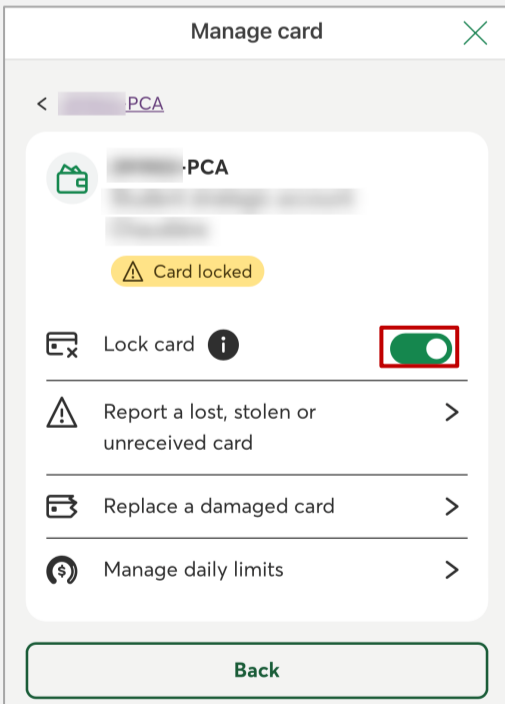 Manage card
PCA
-PCA
Card locked
Lock card
Report a lost, stolen or
unreceived card
Replace a damaged card
Manage daily limits
Back